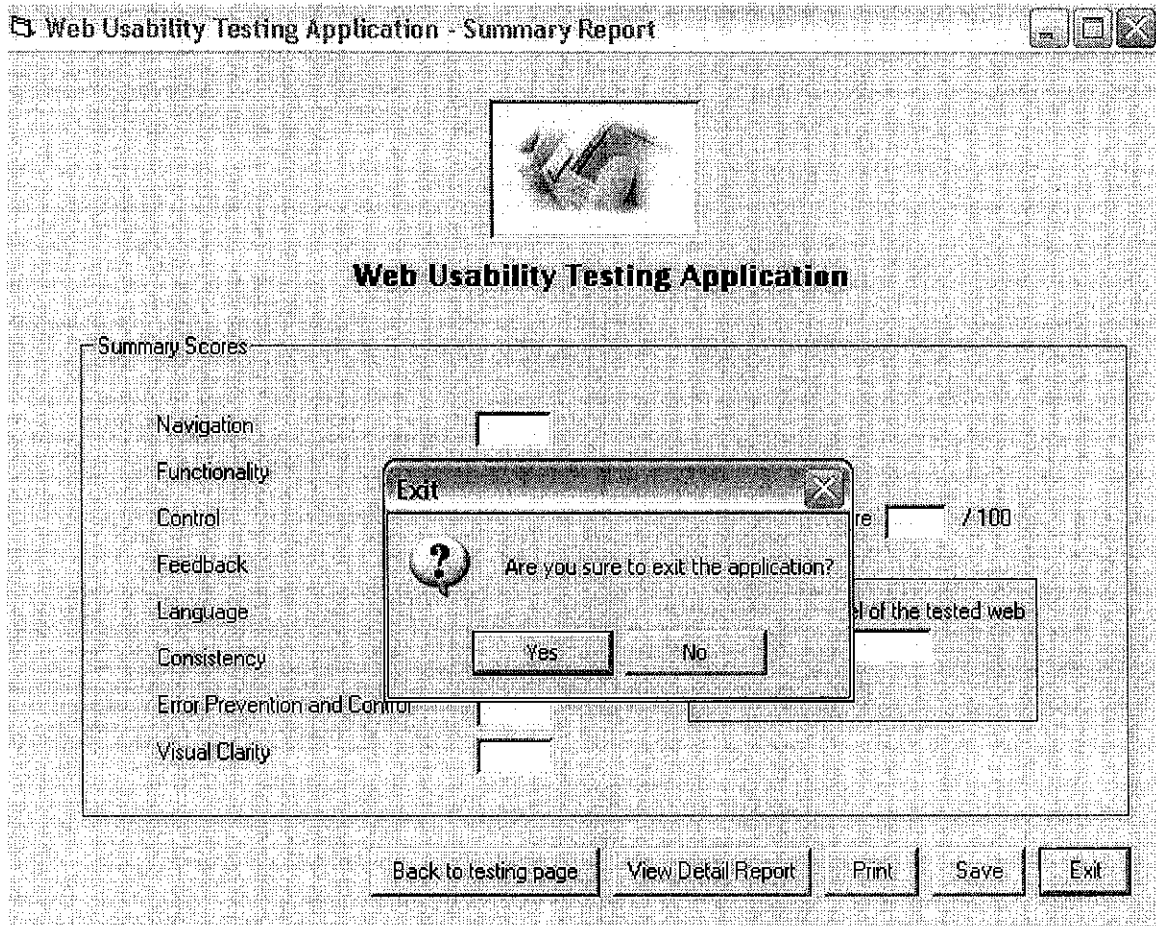 Web Usability Testing Application - Summary Report
Web Usability Testing Application
Summary Scores
Navigation
Functionality
Control
re / 100
Feedback
Language
el of the tested web
Consistency
Error Prevention and Control
Visual Clarity
Exit
Are you sure to exit the application?
Yes No
Back to testing page View Detail Report Print Save Exit